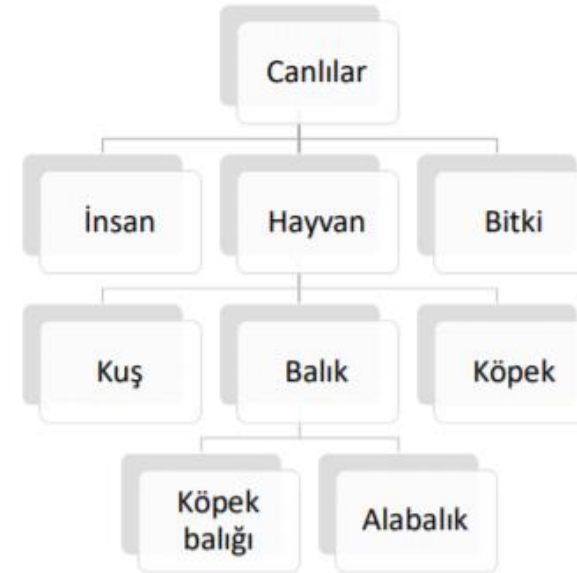 Canlılar
İnsan
Hayvan
Bitki
Kuş
Balık
Köpek
Köpek
balığı
Alabalık